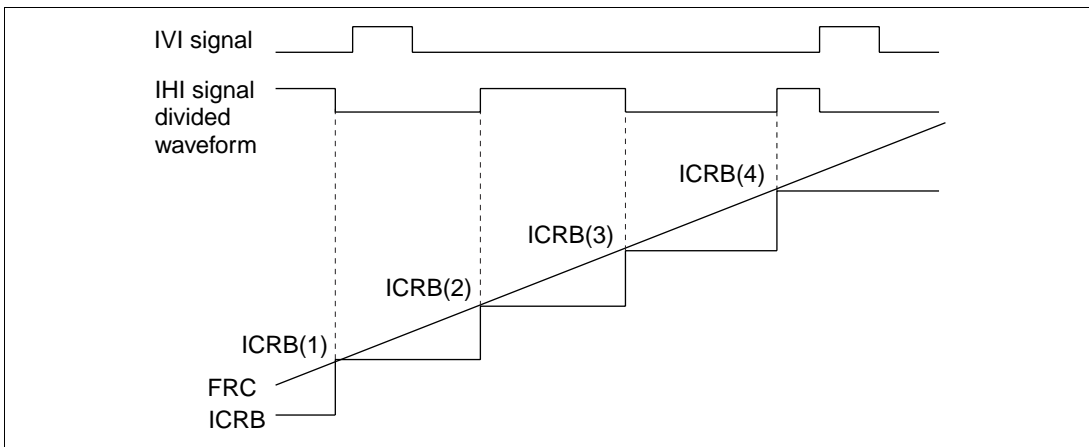 IVI signal
IHI signal
divided
waveform
ICRB(4)
ICRB(3)
ICRB(2)
ICRB(1)
FRC
ICRB